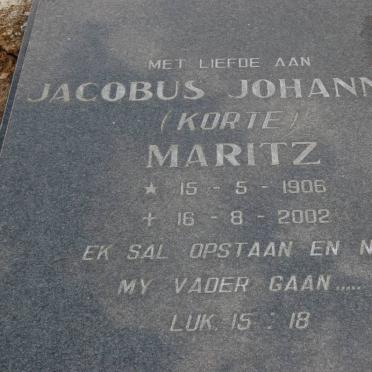 MET LIEFDE AAN
JACOBUS JOHANN
(KORTE)
MARITZ
★ 15 - 5 - 1906
+ 16 - 8 - 2002
EK SAL OPSTAAN EN N
MY VADER GAAN.....
LUK. 15 : 18